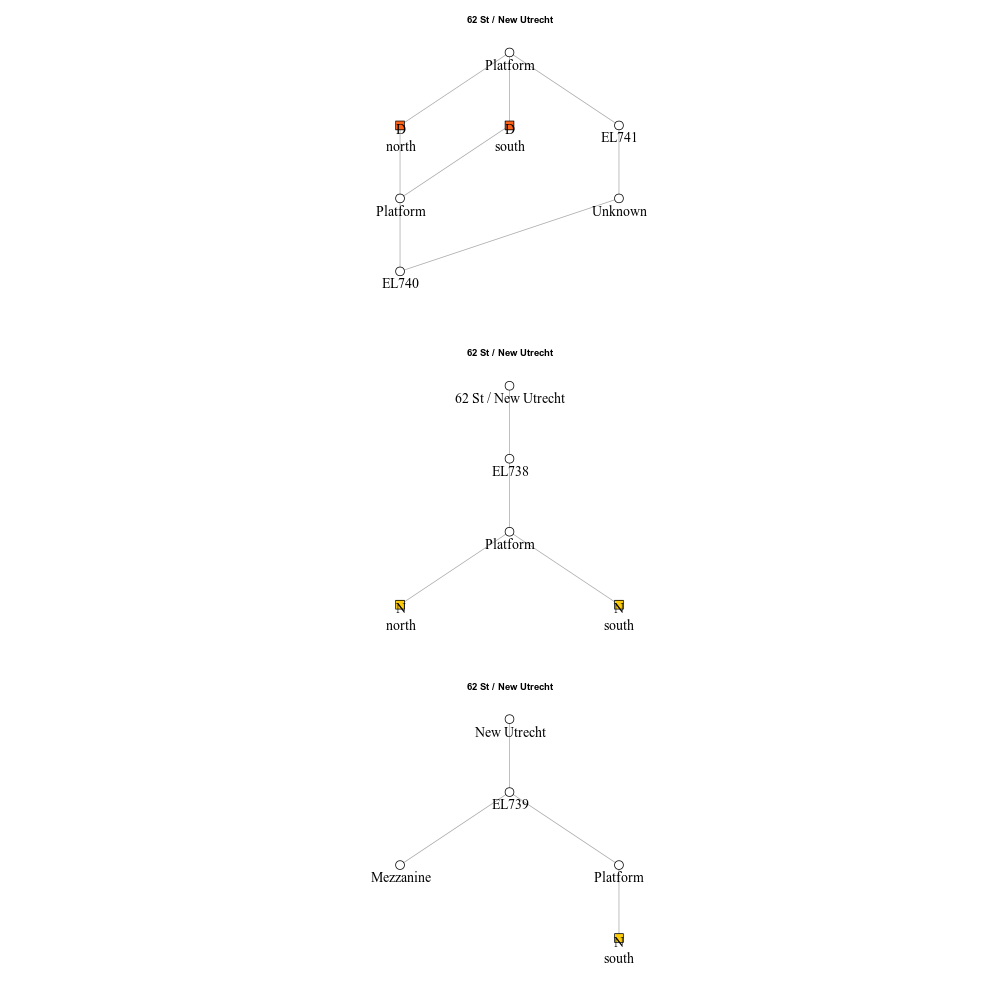 62 St / New Utrecht
Platform
D D
north south EL741
Platform Unknown
EL740
62 St / New Utrecht
62 St / New Utrecht
EL738
Platform
N N
north south
62 St / New Utrecht
New Utrecht
EL739
Mezzanine Platform
N
south